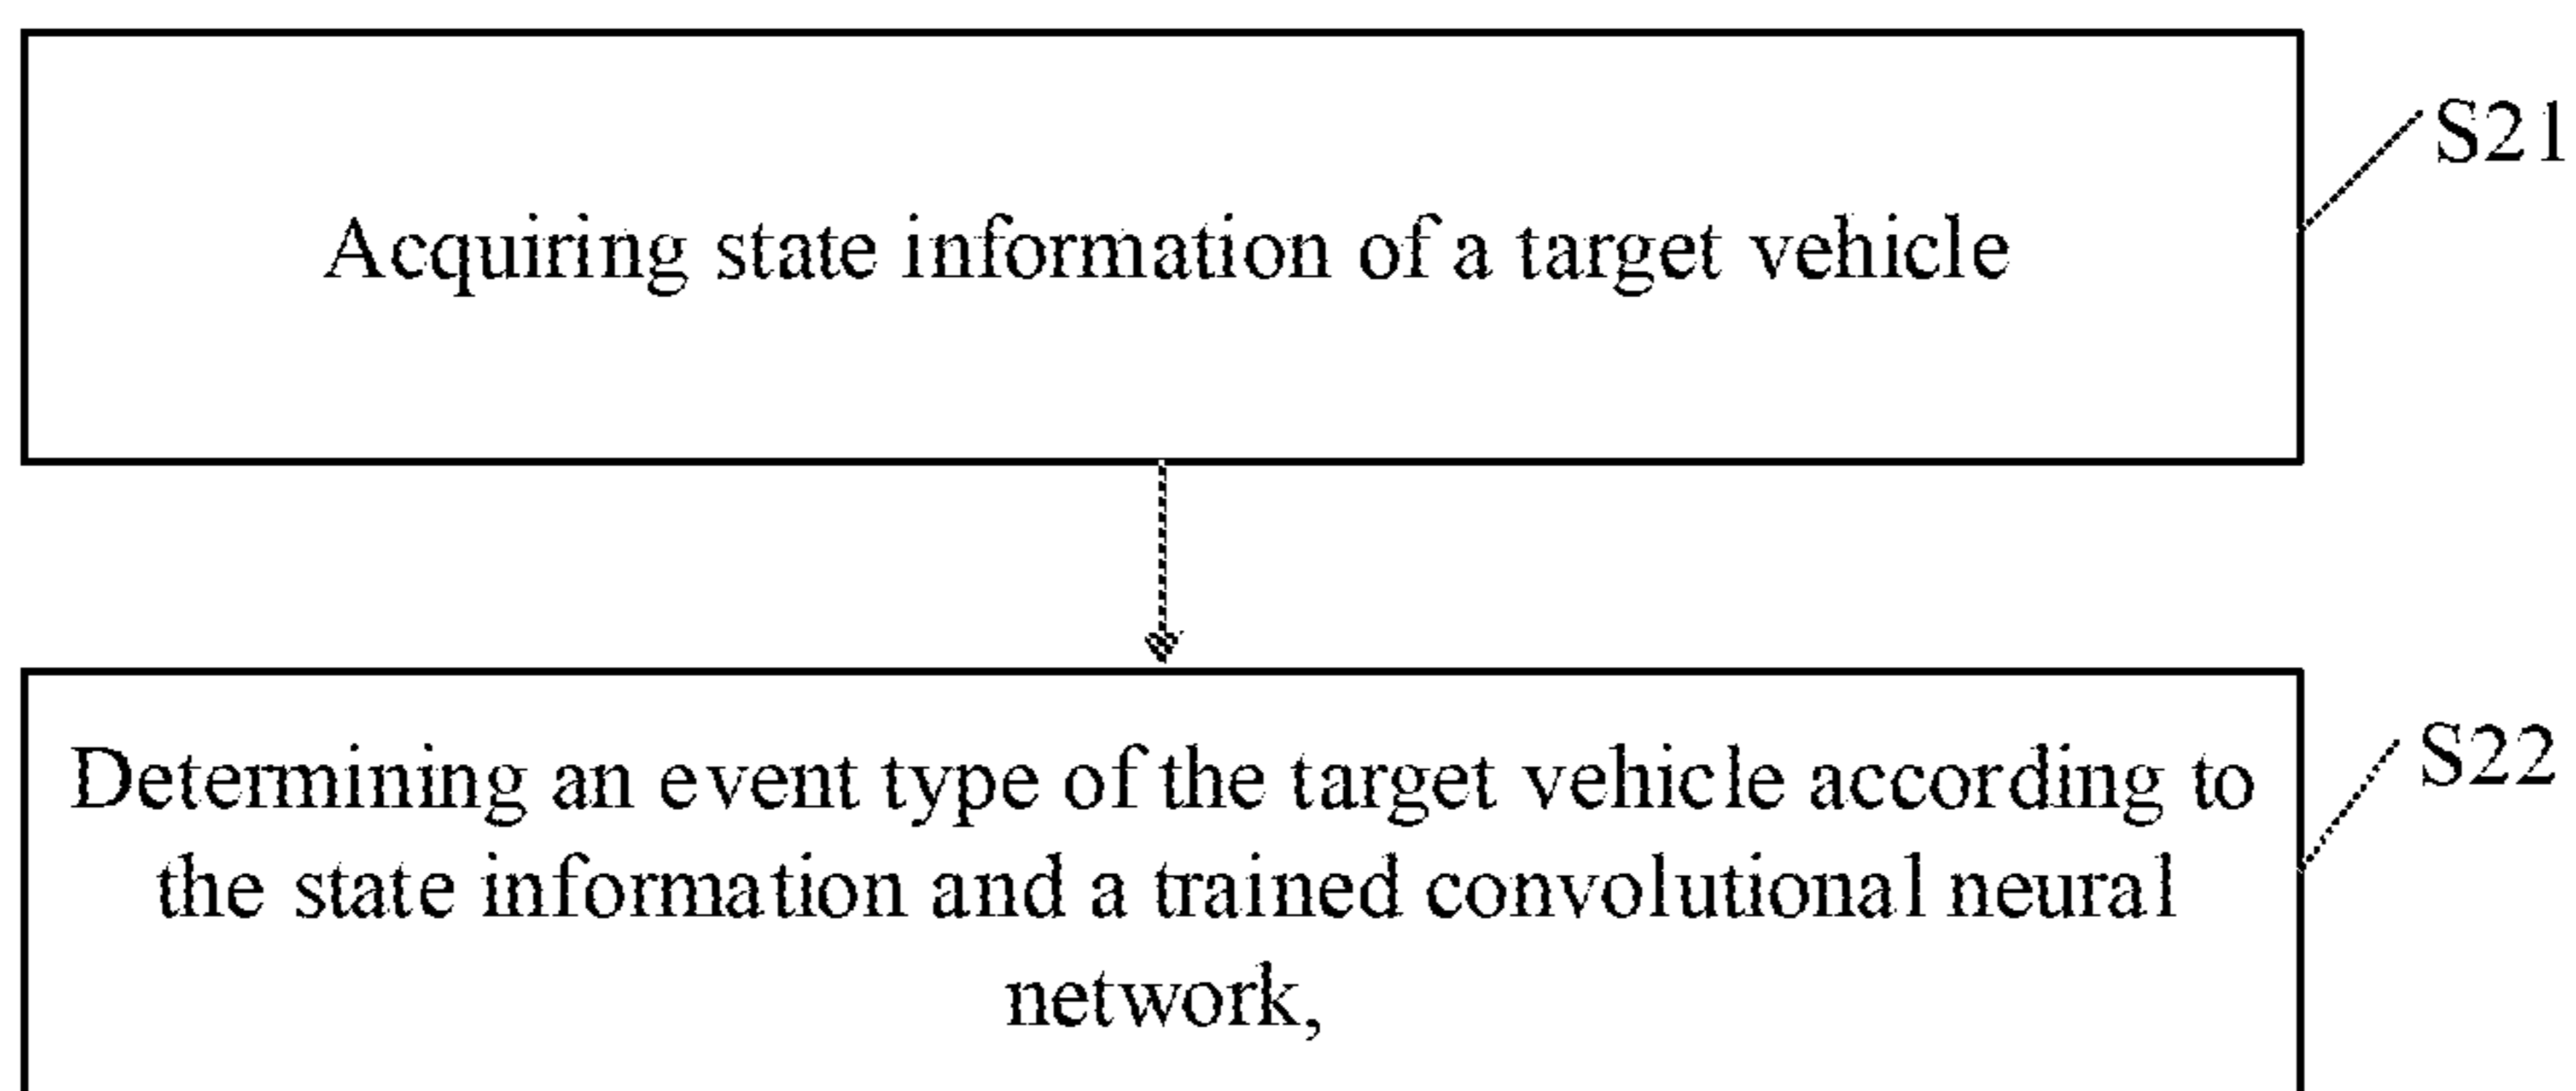 S21
Acquiring state information of a target vehicle
S22
Determining an event type of the target vehicle according to
the state information and a trained convolutional neural
network,